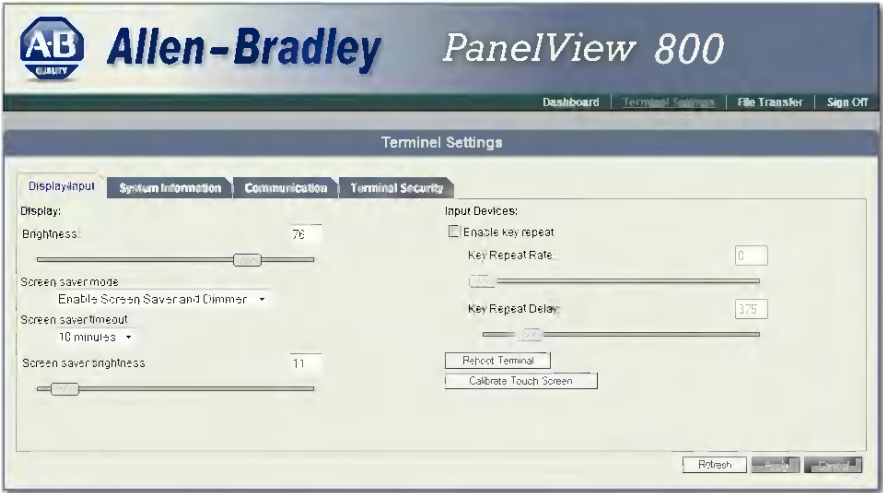 A·B
QUALITY
Allen-Bradley
PanelView 800
Dashboard | Terminal Settings | File Transfer | Sign Off
Terminel Settings
Display/Input
System Information
Communication
Terminal Security
Display:
Brightness:
76
Screen saver mode
Enable Screen Saver and Dimmer
Screen saver timeout
10 minutes
Screen saver brightness
11
Input Devices:
Enable key repeat
Key Repeat Rate:
0
Key Repeat Delay:
375
Reboot Terminal
Calibrate Touch Screen
Refresh
Apply